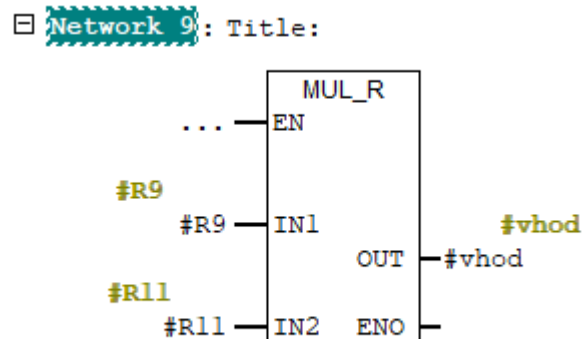 Network 9: Title:
MUL_R
... EN
#R9
#R9 IN1 #vhod
OUT #vhod
#R11
#R11 IN2 ENO